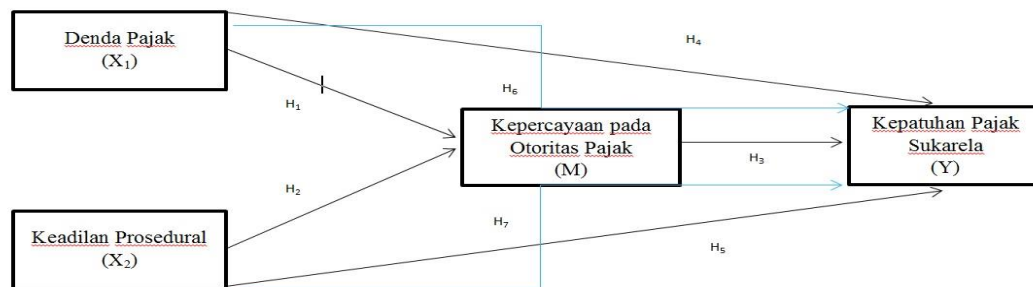 Denda Pajak
(X₁)
H₄
H₁
H₆
Kepercayaan pada
Otoritas Pajak
(M)
H₃
Kepatuhan Pajak
Sukarela
(Y)
H₂
Keadilan Prosedural
(X₂)
H₇
H₅